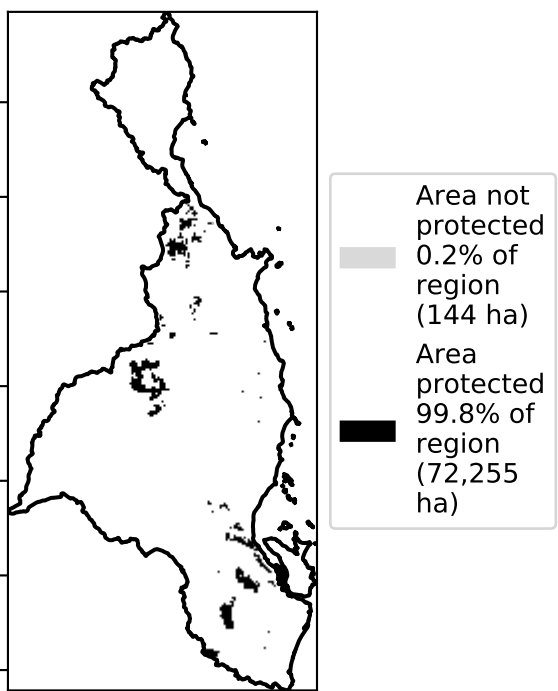 Area not
protected
0.2% of
region
(144 ha)
Area
protected
99.8% of
region
(72,255
ha)